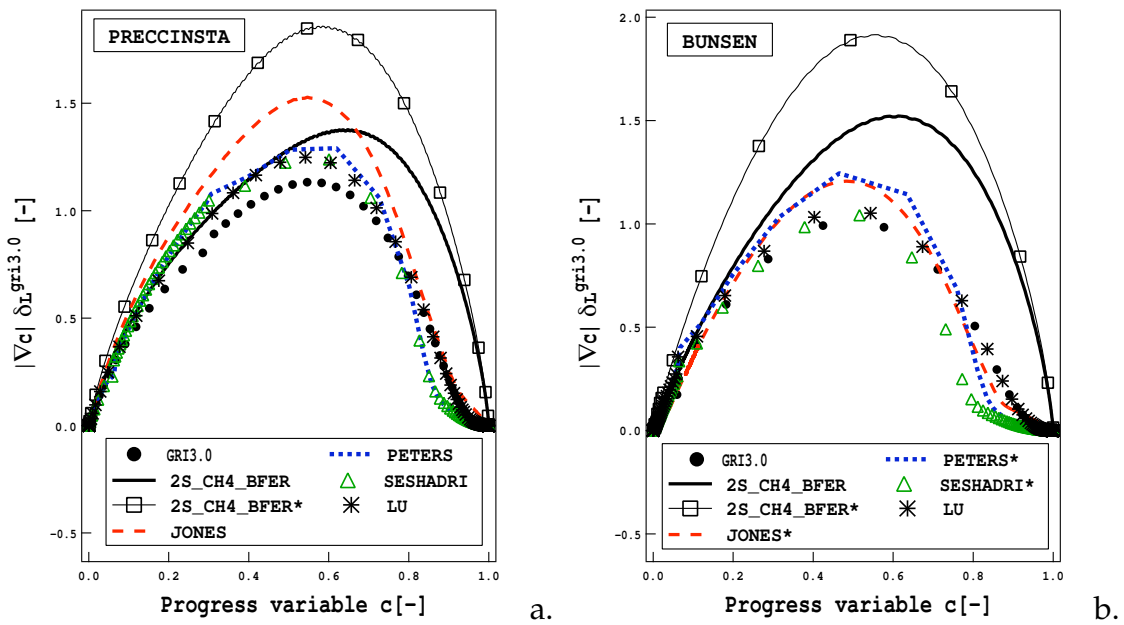 PRECCINSTA
|∇c| δL^gri3.0 [-]
1.5
1.0
0.5
0.0
-0.5
GRI3.0
2S_CH4_BFER
2S_CH4_BFER*
JONES
PETERS
SESHADRI
LU
0.0 0.2 0.4 0.6 0.8 1.0
Progress variable c[-]
a.
BUNSEN
|∇c| δL^gri3.0 [-]
2.0
1.5
1.0
0.5
0.0
-0.5
GRI3.0
2S_CH4_BFER
2S_CH4_BFER*
JONES*
PETERS*
SESHADRI*
LU
0.0 0.2 0.4 0.6 0.8 1.0
Progress variable c[-]
b.